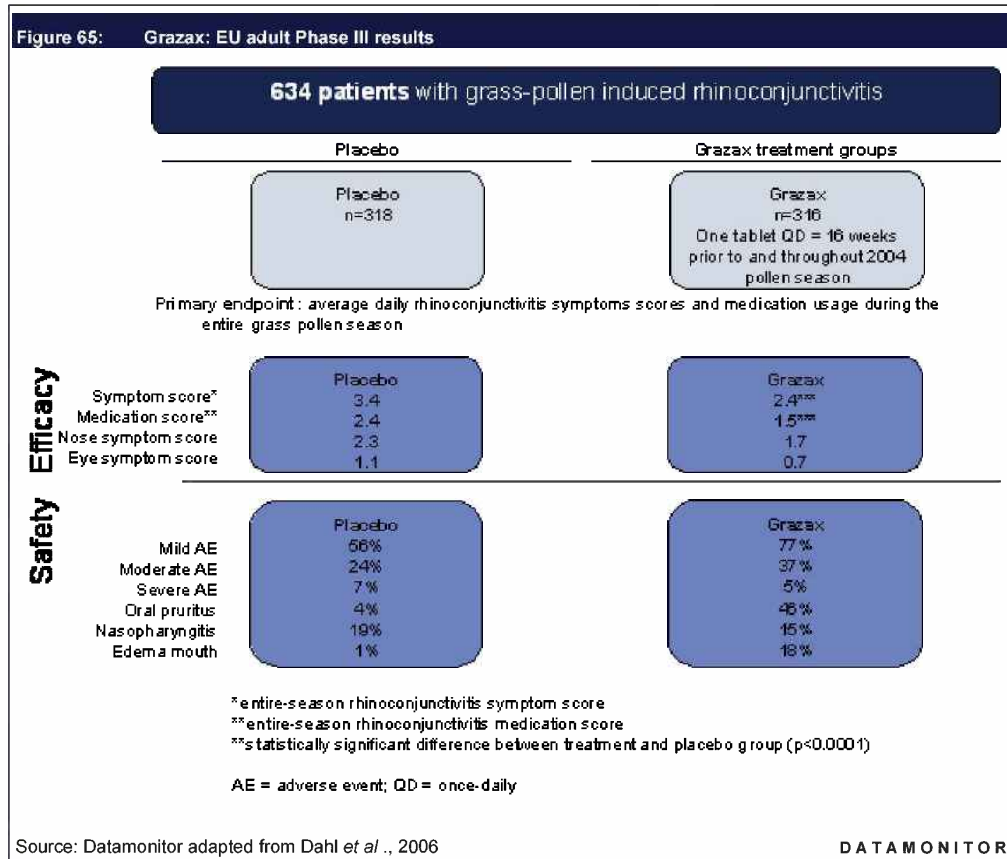 Figure 65: Grazax: EU adult Phase III results
634 patients with grass-pollen induced rhinoconjunctivitis
Placebo
Grazax treatment groups
Placebo
n=318
Grazax
n=316
One tablet QD = 16 weeks
prior to and throughout 2004
pollen season
Primary endpoint: average daily rhinoconjunctivitis symptoms scores and medication usage during the
entire grass pollen season
Efficacy
Placebo Grazax
Symptom score* 3.4 2.4***
Medication score** 2.4 1.5***
Nose symptom score 2.3 1.7
Eye symptom score 1.1 0.7
Safety
Placebo Grazax
Mild AE 56% 77%
Moderate AE 24% 37%
Severe AE 7% 5%
Oral pruritus 4% 46%
Nasopharyngitis 19% 15%
Edema mouth 1% 18%
*entire-season rhinoconjunctivitis symptom score
**entire-season rhinoconjunctivitis medication score
**statistically significant difference between treatment and placebo group (p<0.0001)
AE = adverse event; QD = once-daily
Source: Datamonitor adapted from Dahl et al ., 2006
DATAMONITOR